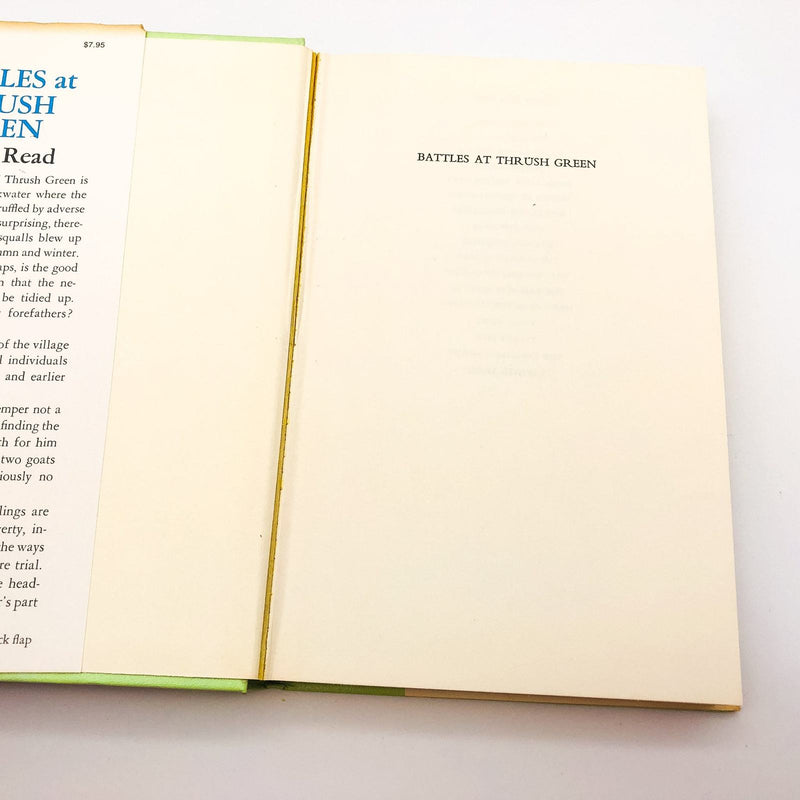 $7.95
LES at
USH
EN
Read
Thrush Green is
kwater where the
ruffled by adverse
surprising, there-
squalls blew up
umn and winter.
aps, is the good
n that the ne-
be tidied up.
forefathers?
of the village
l individuals
and earlier
emper not a
finding the
th for him
two goats
iously no
lings are
erty, in-
the ways
re trial.
e head-
r's part
ck flap
BATTLES AT THRUSH GREEN